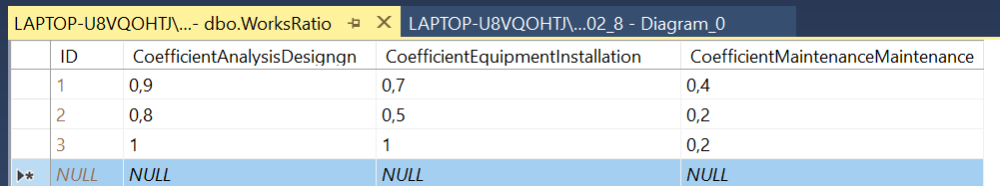 LAPTOP-U8VQOHTJ\...- dbo.WorksRatio LAPTOP-U8VQOHTJ\...02_8 - Diagram_0
ID CoefficientAnalysisDesigngn CoefficientEquipmentInstallation CoefficientMaintenanceMaintenance
1 0,9 0,7 0,4
2 0,8 0,5 0,2
3 1 1 0,2
NULL NULL NULL NULL